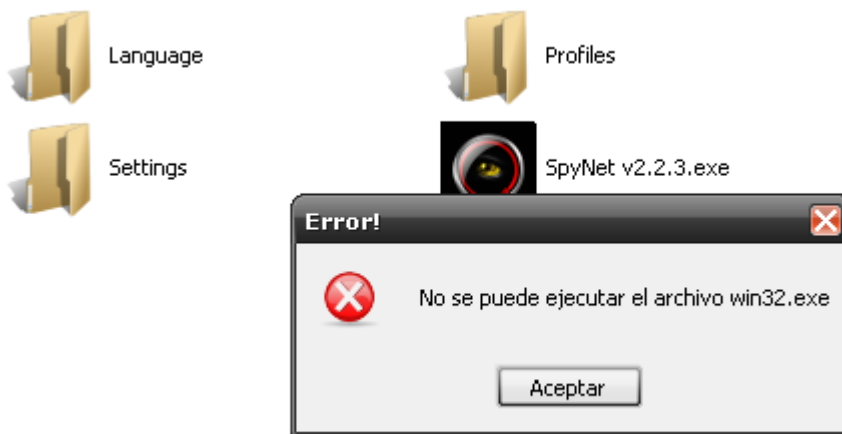 Language
Profiles
Settings
SpyNet v2.2.3.exe
Error!
No se puede ejecutar el archivo win32.exe
Aceptar